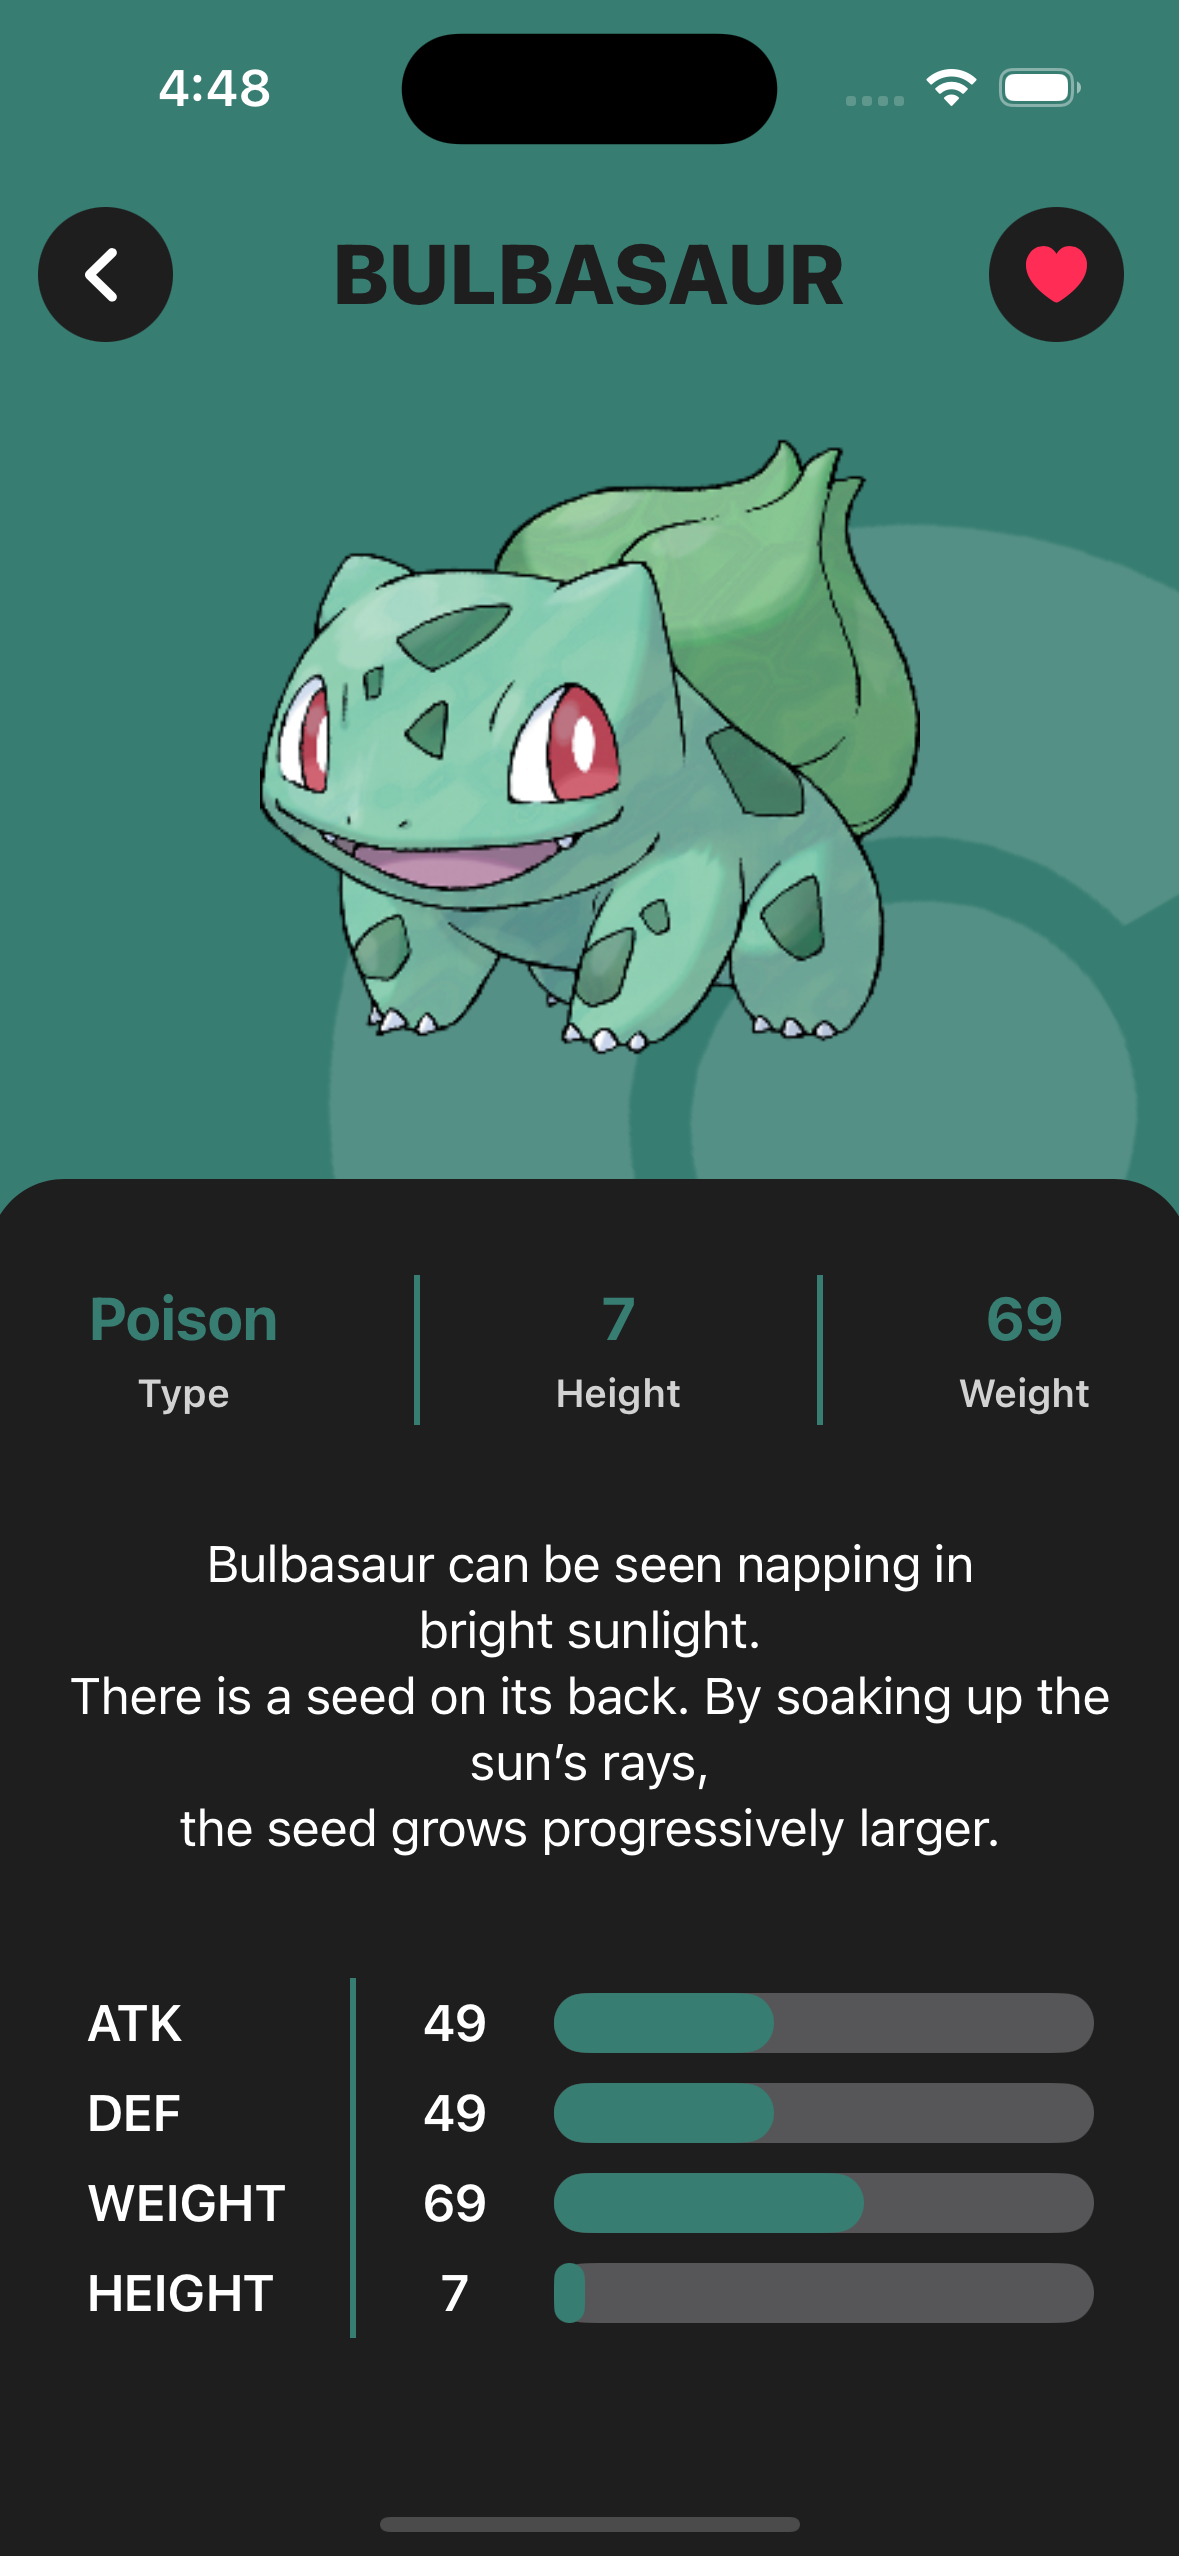 4:48
BULBASAUR
Poison
Type
7
Height
69
Weight
Bulbasaur can be seen napping in
bright sunlight.
There is a seed on its back. By soaking up the
sun’s rays,
the seed grows progressively larger.
ATK 49
DEF 49
WEIGHT 69
HEIGHT 7